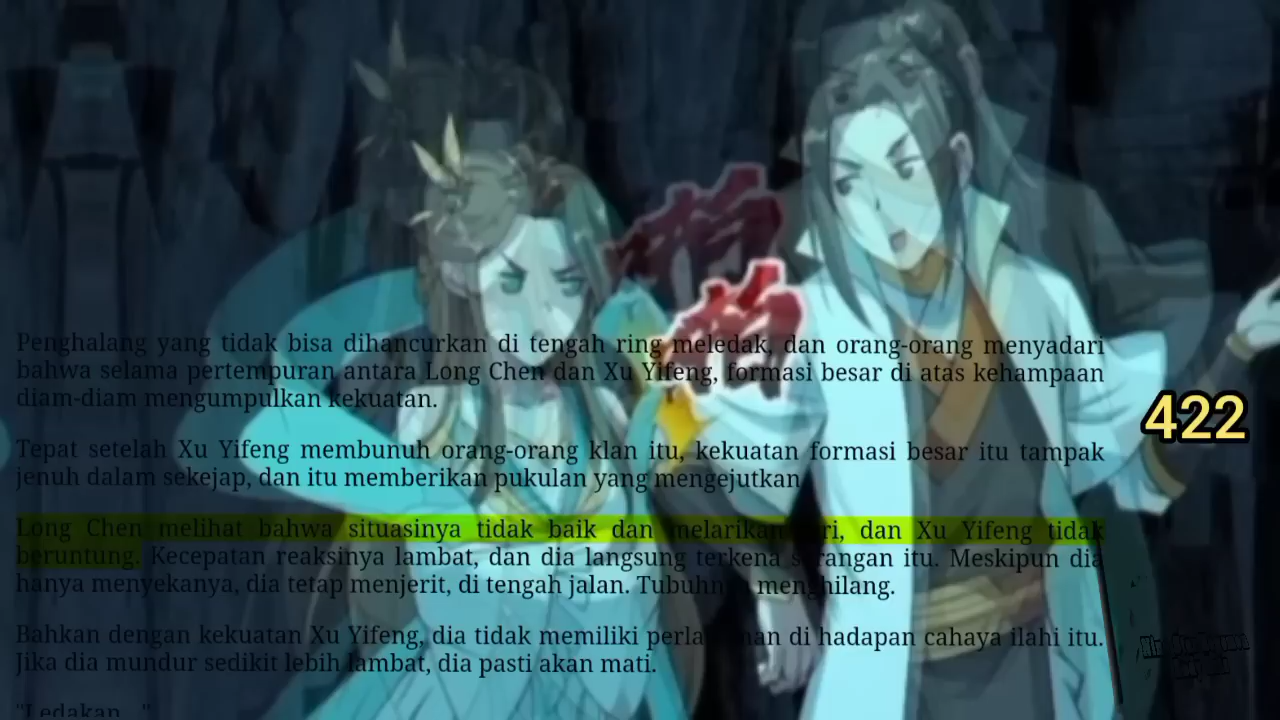 Penghalang yang tidak bisa dihancurkan di tengah ring meledak, dan orang-orang menyadari
bahwa selama pertempuran antara Long Chen dan Xu Yifeng, formasi besar di atas kehampaan
diam-diam mengumpulkan kekuatan.
422
Tepat setelah Xu Yifeng membunuh orang-orang klan itu, kekuatan formasi besar itu tampak
jenuh dalam sekejap, dan itu memberikan pukulan yang mengejutkan
Long Chen melihat bahwa situasinya tidak baik dan melarikan diri, dan Xu Yifeng tidak
beruntung. Kecepatan reaksinya lambat, dan dia langsung terkena serangan itu. Meskipun dia
hanya menyekanya, dia tetap menjerit, di tengah jalan. Tubuhnya menghilang.
Bahkan dengan kekuatan Xu Yifeng, dia tidak memiliki perlawanan di hadapan cahaya ilahi itu.
Jika dia mundur sedikit lebih lambat, dia pasti akan mati.
"Ledakan..."